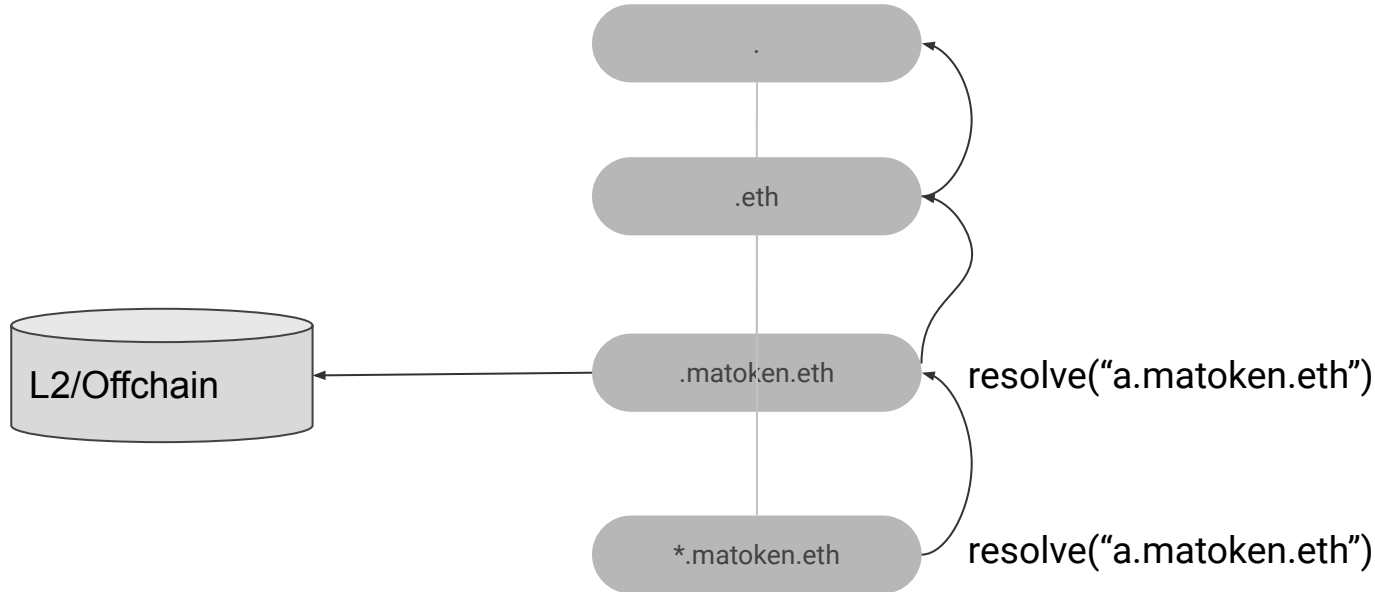 .
.eth
L2/Offchain
.matoken.eth
resolve(“a.matoken.eth”)
*.matoken.eth
resolve(“a.matoken.eth”)